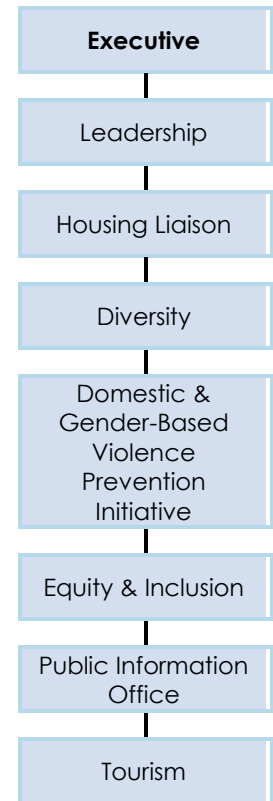 Executive
Leadership
Housing Liaison
Diversity
Domestic &
Gender-Based
Violence
Prevention
Initiative
Equity & Inclusion
Public Information
Office
Tourism